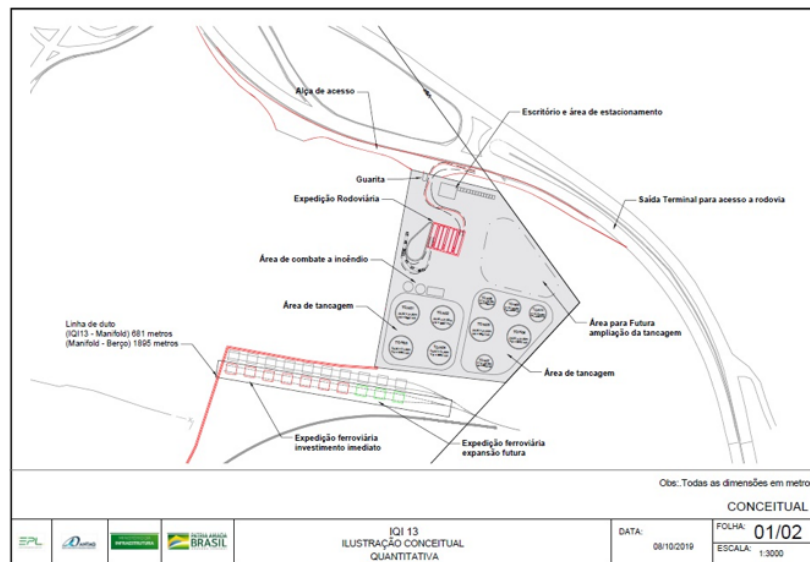 Alça de acesso
Escritório e área de estacionamento
Guarita
Saída Terminal para acesso a rodovia
Expedição Rodoviária
Área de combate a incêndio
Área de tancagem
Área para Futura
ampliação da tancagem
Linha de duto
(IQI13 - Manifold) 681 metros
(Manifold - Berço) 1895 metros
Área de tancagem
Expedição ferroviária
investimento imediato
Expedição ferroviária
expansão futura
Obs:.Todas as dimensões em metro
CONCEITUAL
EPL
ANTAQ
INFRAESTRUTURA
PÁTRIA AMADA
BRASIL
IQI 13
ILUSTRAÇÃO CONCEITUAL
QUANTITATIVA
DATA:
08/10/2019
FOLHA: 01/02
ESCALA: 1:3000